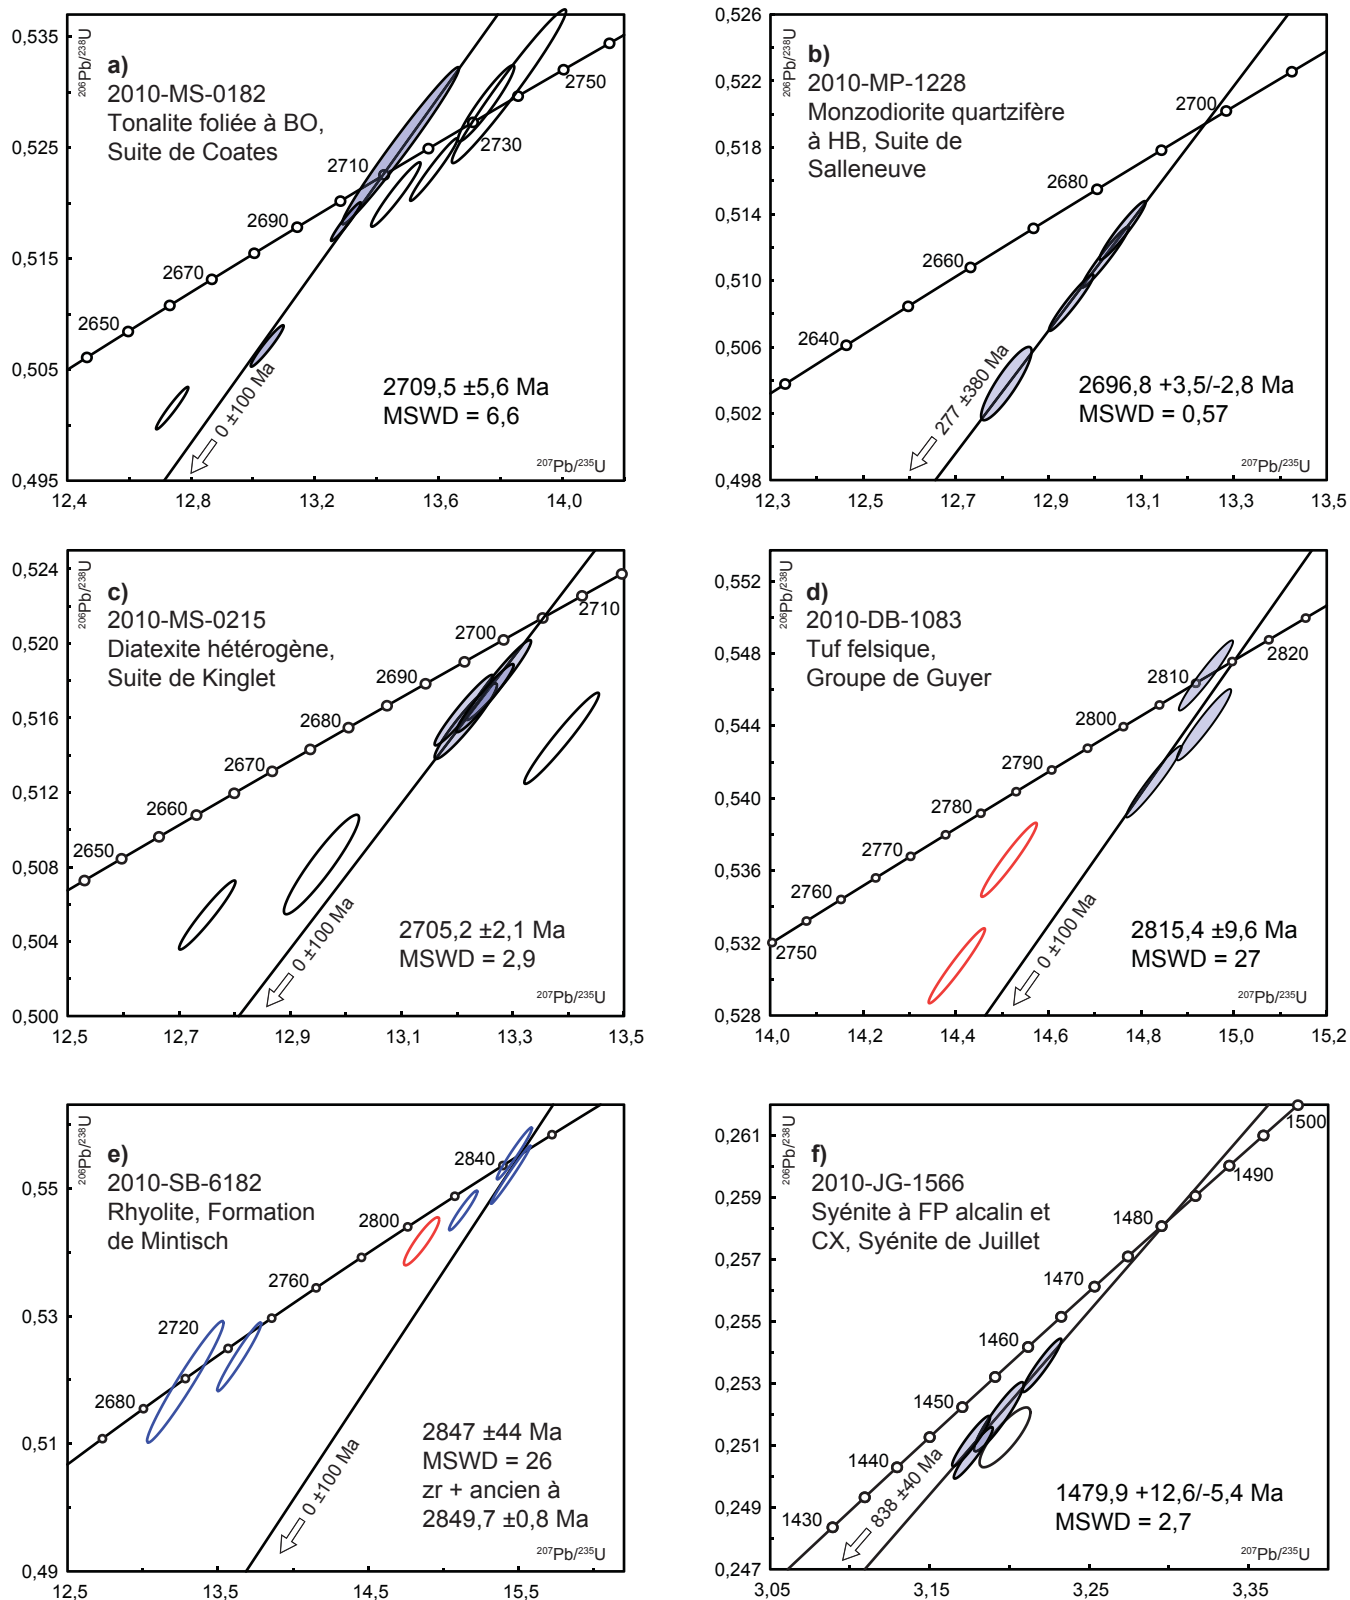 a)
2010-MS-0182
Tonalite foliée à BO,
Suite de Coates
206Pb/238U
0,535
0,525
0,515
0,505
0,495
2650
2670
2690
2710
2730
2750
0 ±100 Ma
2709,5 ±5,6 Ma
MSWD = 6,6
207Pb/235U
12,4
12,8
13,2
13,6
14,0
b)
2010-MP-1228
Monzodiorite quartzifère
à HB, Suite de
Salleneuve
206Pb/238U
0,526
0,522
0,518
0,514
0,510
0,506
0,502
0,498
2640
2660
2680
2700
277 ±380 Ma
2696,8 +3,5/-2,8 Ma
MSWD = 0,57
207Pb/235U
12,3
12,5
12,7
12,9
13,1
13,3
13,5
c)
2010-MS-0215
Diatexite hétérogène,
Suite de Kinglet
206Pb/238U
0,524
0,520
0,516
0,512
0,508
0,504
0,500
2650
2660
2670
2680
2690
2700
2710
0 ±100 Ma
2705,2 ±2,1 Ma
MSWD = 2,9
207Pb/235U
12,5
12,7
12,9
13,1
13,3
13,5
d)
2010-DB-1083
Tuf felsique,
Groupe de Guyer
206Pb/238U
0,552
0,548
0,544
0,540
0,536
0,532
0,528
2750
2760
2770
2780
2790
2800
2810
2820
0 ±100 Ma
2815,4 ±9,6 Ma
MSWD = 27
207Pb/235U
14,0
14,2
14,4
14,6
14,8
15,0
15,2
e)
2010-SB-6182
Rhyolite, Formation
de Mintisch
206Pb/238U
0,55
0,53
0,51
0,49
2680
2720
2760
2800
2840
0 ±100 Ma
2847 ±44 Ma
MSWD = 26
zr + ancien à
2849,7 ±0,8 Ma
207Pb/235U
12,5
13,5
14,5
15,5
f)
2010-JG-1566
Syénite à FP alcalin et
CX, Syénite de Juillet
206Pb/238U
0,261
0,259
0,257
0,255
0,253
0,251
0,249
0,247
1430
1440
1450
1460
1470
1480
1490
1500
838 ±40 Ma
1479,9 +12,6/-5,4 Ma
MSWD = 2,7
207Pb/235U
3,05
3,15
3,25
3,35